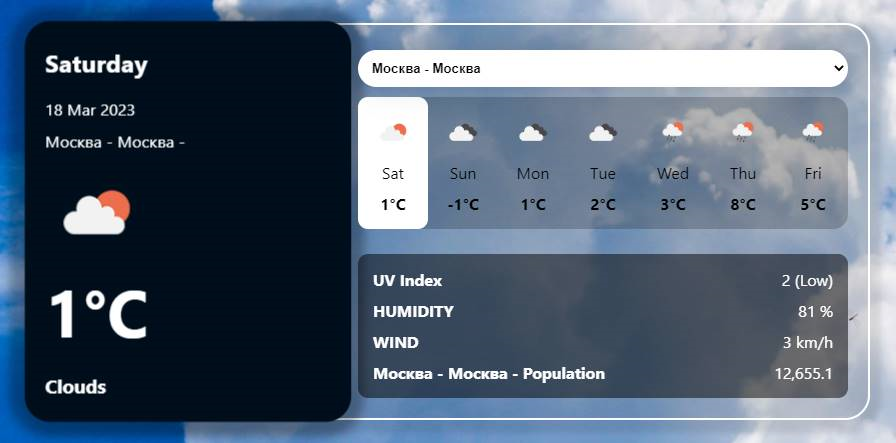 Saturday
18 Mar 2023
Москва - Москва -
1°C
Clouds
Москва - Москва
Sat Sun Mon Tue Wed Thu Fri
1°C -1°C 1°C 2°C 3°C 8°C 5°C
UV Index 2 (Low)
HUMIDITY 81 %
WIND 3 km/h
Москва - Москва - Population 12,655.1